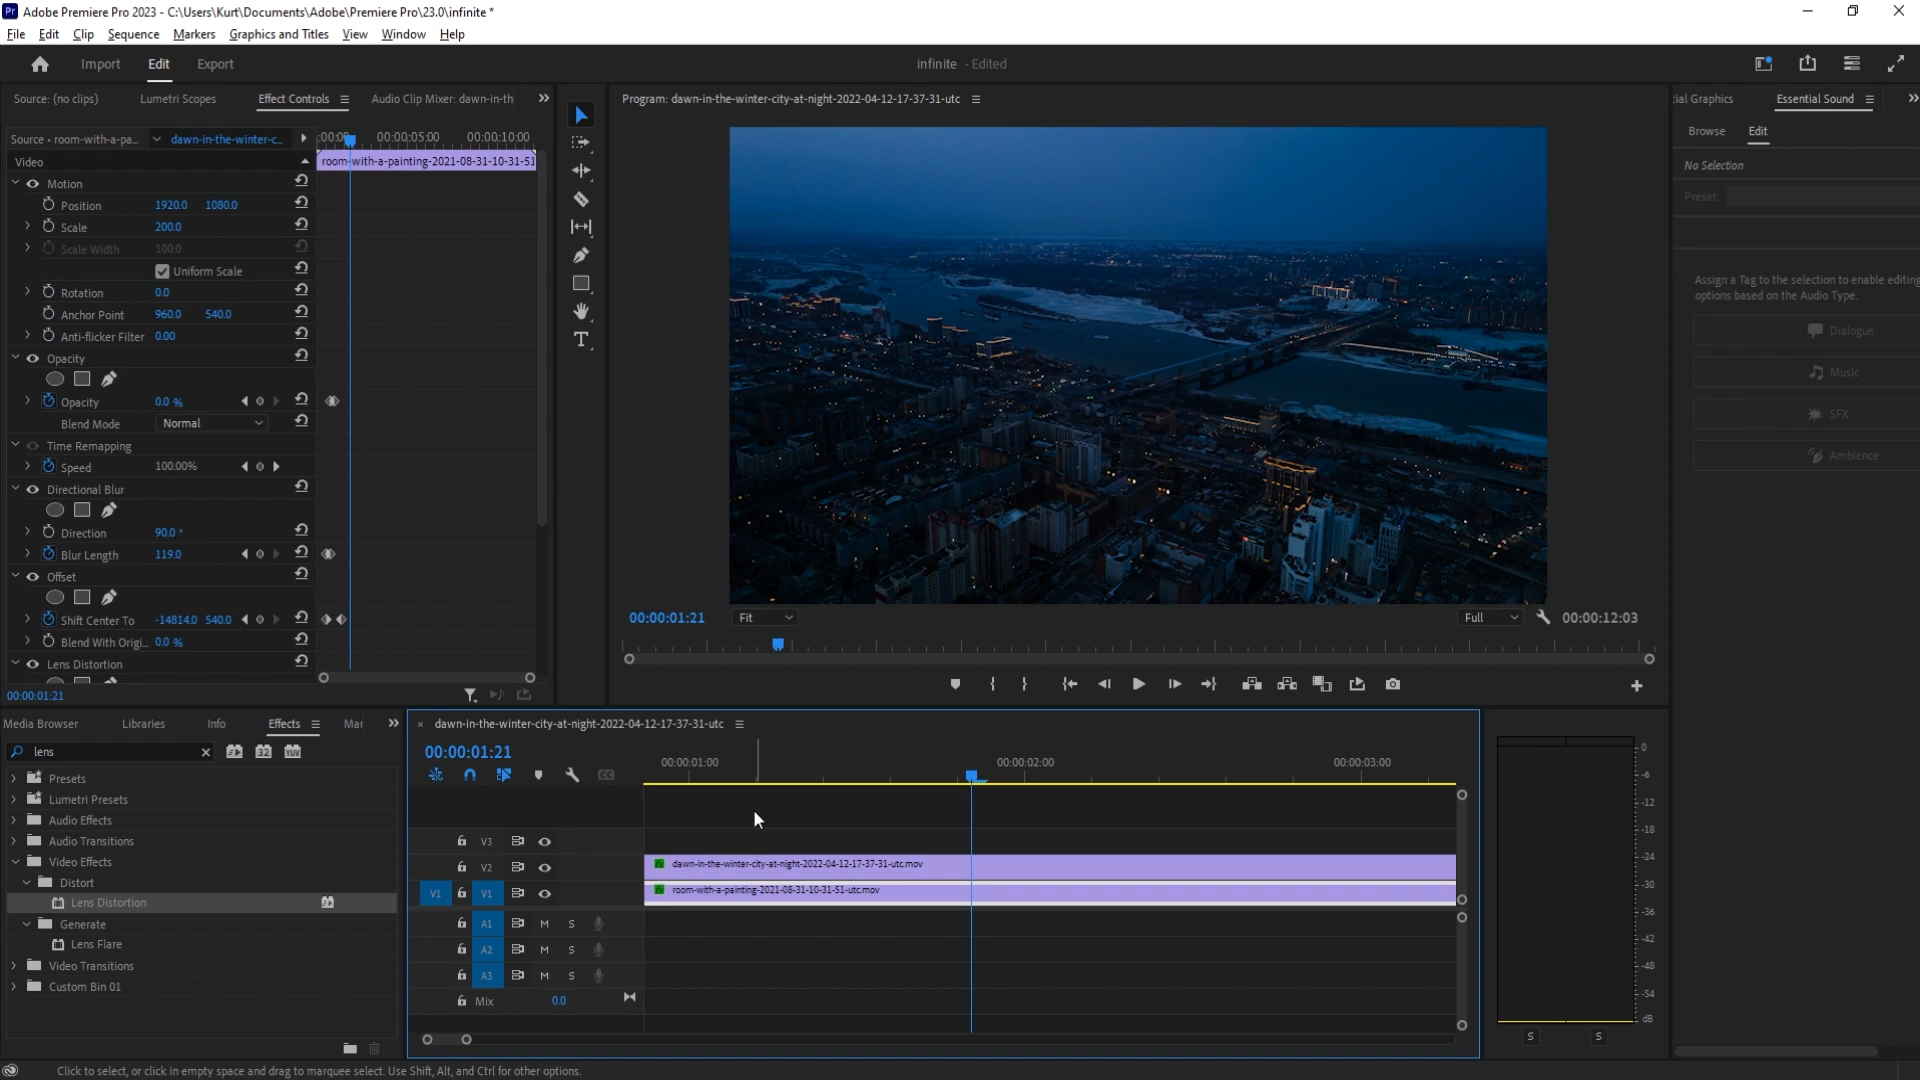 Pr Adobe Premiere Pro 2023 - C:\Users\Kurt\Documents\Adobe\Premiere Pro\23.0\infinite *
File Edit Clip Sequence Markers Graphics and Titles View Window Help
Import Edit Export
infinite - Edited
Source: (no clips) Lumetri Scopes Effect Controls Audio Clip Mixer: dawn-in-th
Source • room-with-a-pa... dawn-in-the-winter-c...
:00:00 00:00:05:00 00:00:10:00
Video
room-with-a-painting-2021-08-31-10-31-51
Motion
Position 1920.0 1080.0
Scale 200.0
Scale Width 100.0
Uniform Scale
Rotation 0.0
Anchor Point 960.0 540.0
Anti-flicker Filter 0.00
Opacity
Opacity 0.0 %
Blend Mode Normal
Time Remapping
Speed 100.00%
Directional Blur
Direction 90.0 °
Blur Length 119.0
Offset
Shift Center To -14814.0 540.0
Blend With Origi... 0.0 %
Lens Distortion
00:00:01:21
Program: dawn-in-the-winter-city-at-night-2022-04-12-17-37-31-utc
00:00:01:21 Fit Full 00:00:12:03
ial Graphics Essential Sound
Browse Edit
No Selection
Preset:
Assign a Tag to the selection to enable editing
options based on the Audio Type.
Dialogue
Music
SFX
Ambience
Media Browser Libraries Info Effects Mar
lens
32 YUV
Presets
Lumetri Presets
Audio Effects
Audio Transitions
Video Effects
Distort
Lens Distortion
Generate
Lens Flare
Video Transitions
Custom Bin 01
× dawn-in-the-winter-city-at-night-2022-04-12-17-37-31-utc
00:00:01:21
00:00:01:00 00:00:02:00 00:00:03:00
CC
V3
V2 fx dawn-in-the-winter-city-at-night-2022-04-12-17-37-31-utc.mov
V1 V1 fx room-with-a-painting-2021-08-31-10-31-51-utc.mov
A1 M S
A2 M S
A3 M S
Mix 0.0
0
-6
-12
-18
-24
-30
-36
-42
-48
-54
dB
S S
Click to select, or click in empty space and drag to marquee select. Use Shift, Alt, and Ctrl for other options.